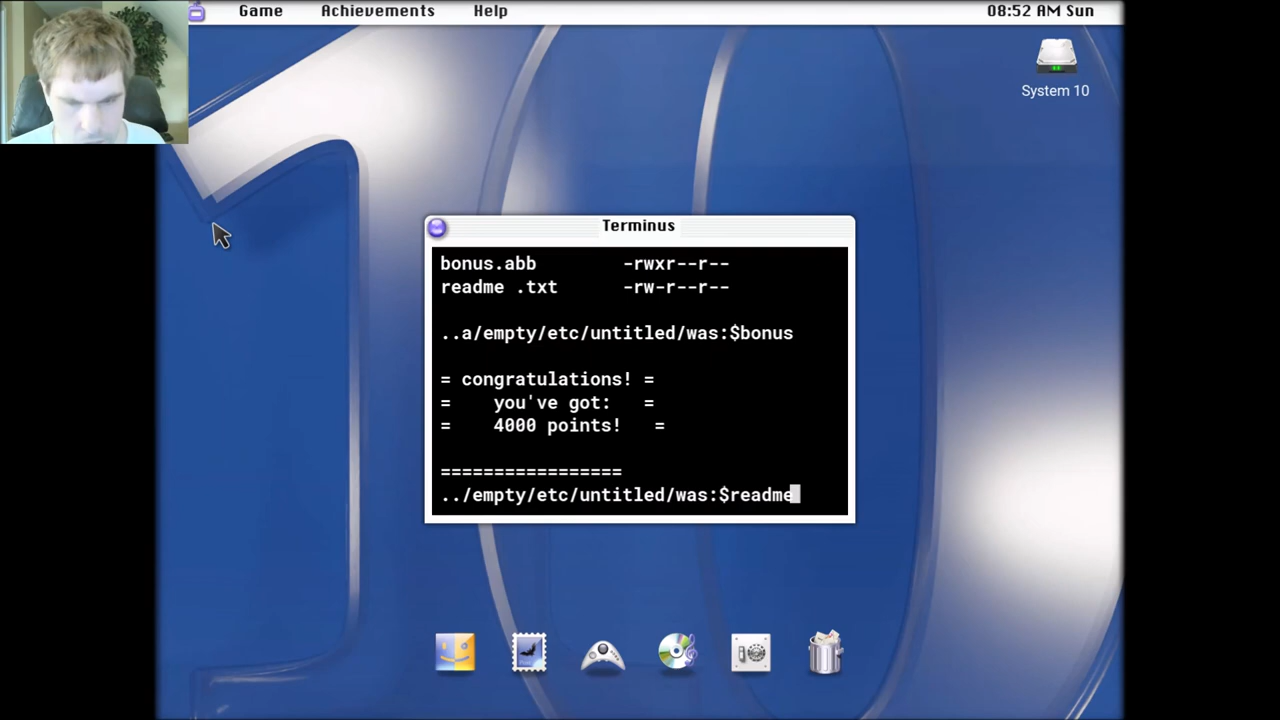 Game Achievements Help 08:52 AM Sun
System 10
Terminus
bonus.abb -rwxr--r--
readme .txt -rw-r--r--
..a/empty/etc/untitled/was:$bonus
= congratulations! =
= you've got: =
= 4000 points! =
=================
../empty/etc/untitled/was:$readme